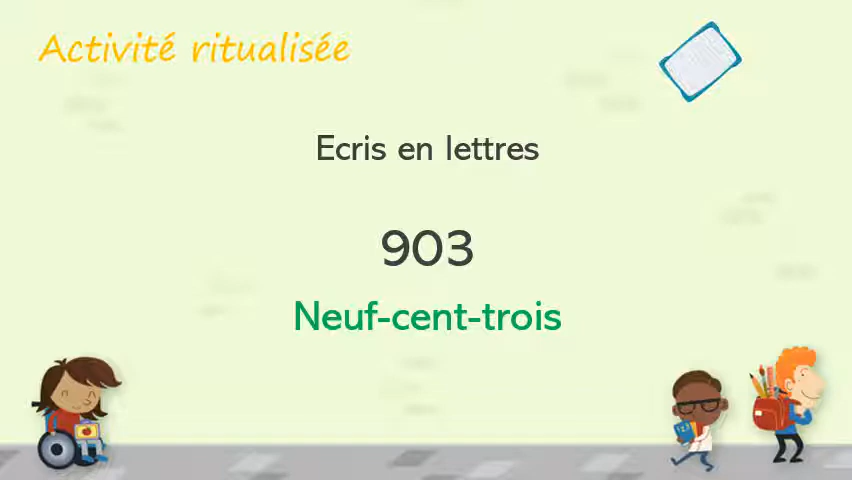 Activité ritualisée
Ecris en lettres
903
Neuf-cent-trois